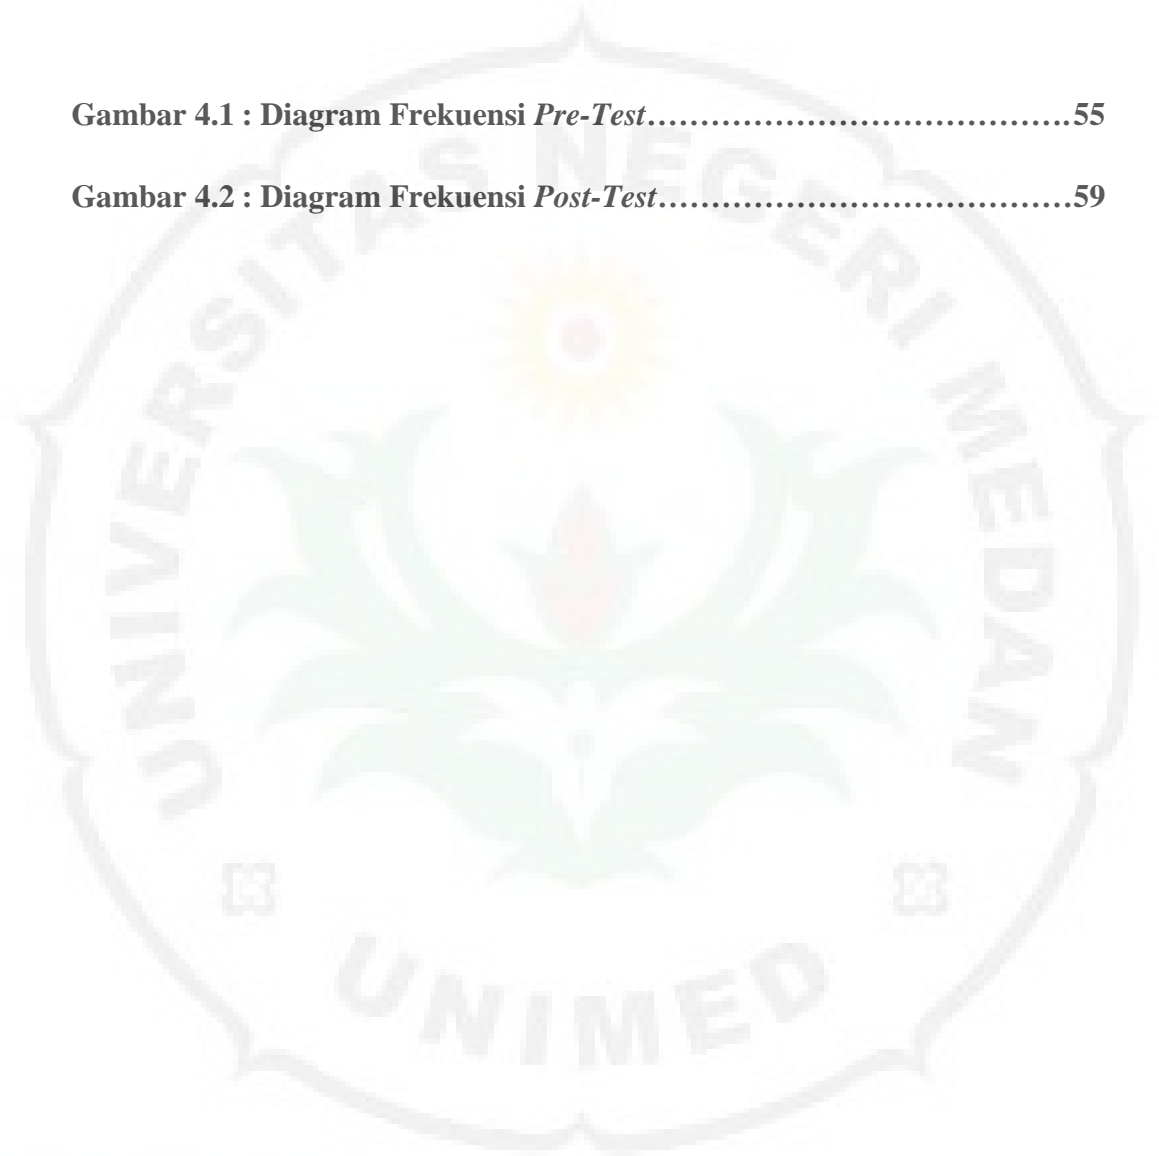 Gambar 4.1 : Diagram Frekuensi Pre-Test……………………………………55
Gambar 4.2 : Diagram Frekuensi Post-Test…………………………………59
UNIVERSITAS NEGERI MEDAN
UNIMED